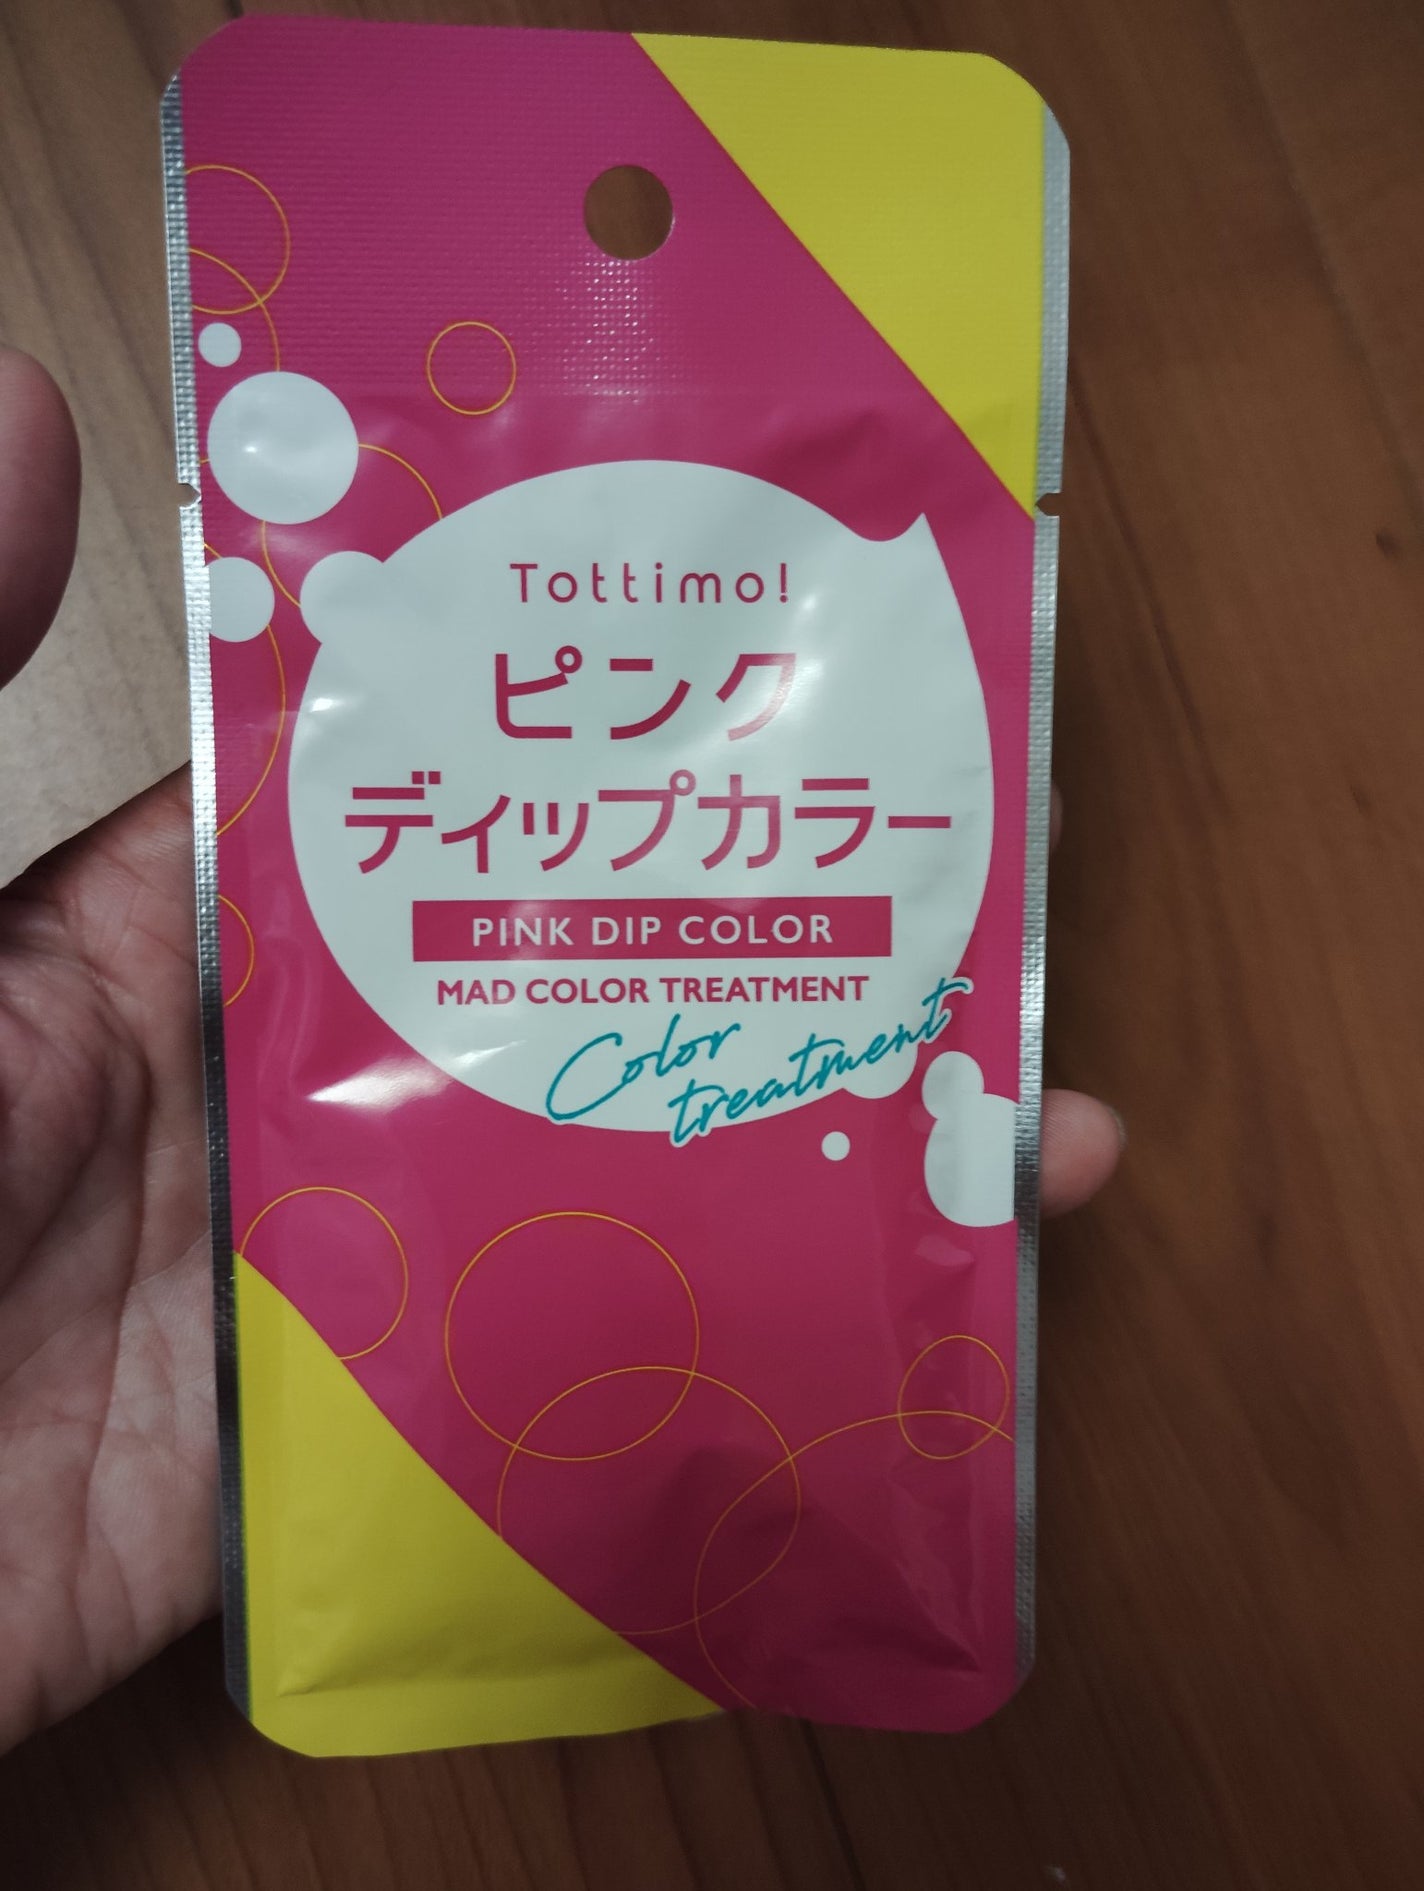 Tottimo!
ピンク
ディップカラー
PINK DIP COLOR
MAD COLOR TREATMENT
Color
treatment